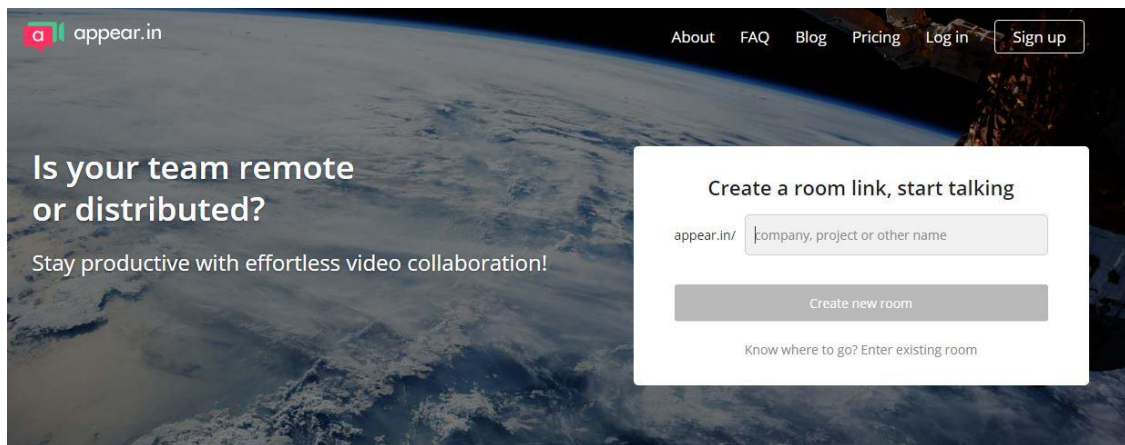 a appear.in
About FAQ Blog Pricing Log in Sign up
Is your team remote
or distributed?
Stay productive with effortless video collaboration!
Create a room link, start talking
appear.in/ company, project or other name
Create new room
Know where to go? Enter existing room